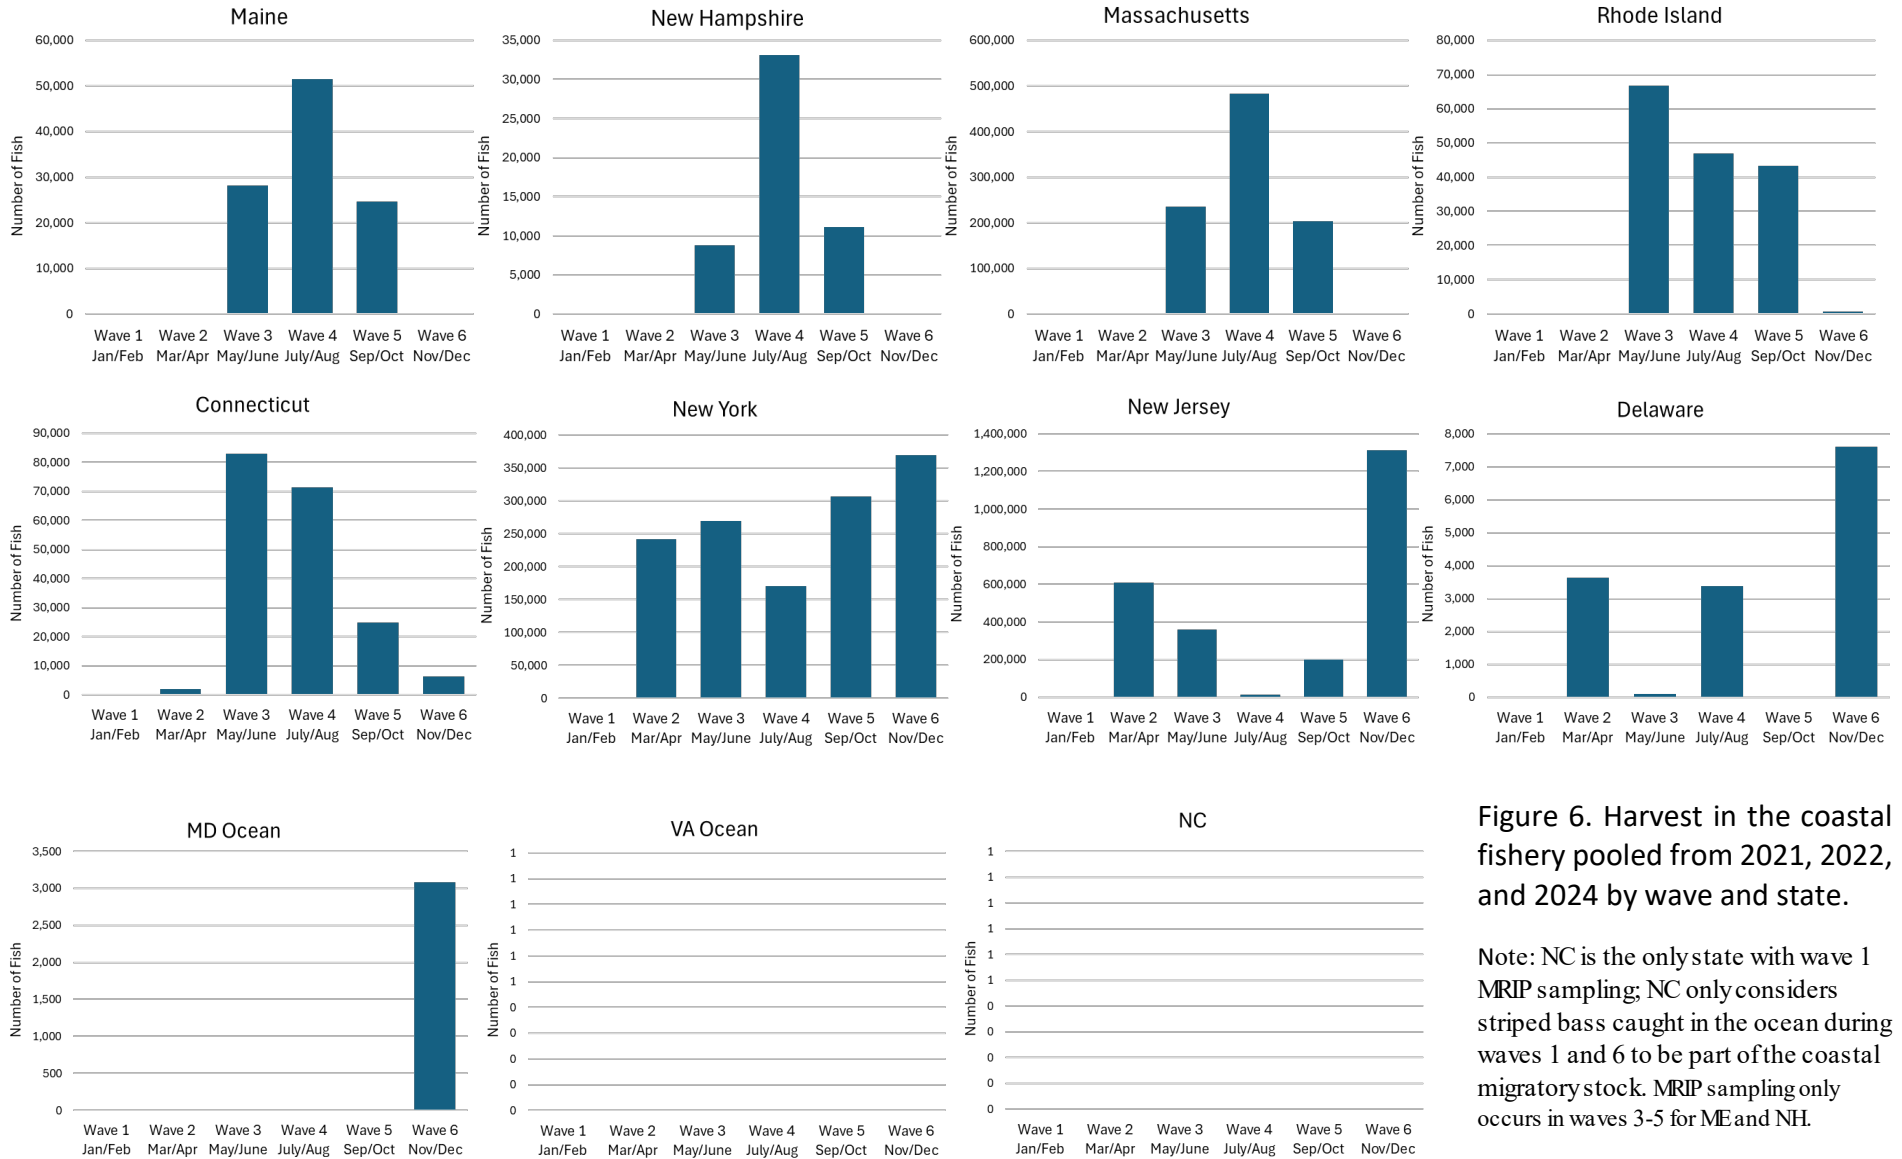 Maine
Number of Fish
60,000
50,000
40,000
30,000
20,000
10,000
0
Wave 1 Wave 2 Wave 3 Wave 4 Wave 5 Wave 6
Jan/Feb Mar/Apr May/June July/Aug Sep/Oct Nov/Dec
New Hampshire
Number of Fish
35,000
30,000
25,000
20,000
15,000
10,000
5,000
0
Wave 1 Wave 2 Wave 3 Wave 4 Wave 5 Wave 6
Jan/Feb Mar/Apr May/June July/Aug Sep/Oct Nov/Dec
Massachusetts
Number of Fish
600,000
500,000
400,000
300,000
200,000
100,000
0
Wave 1 Wave 2 Wave 3 Wave 4 Wave 5 Wave 6
Jan/Feb Mar/Apr May/June July/Aug Sep/Oct Nov/Dec
Rhode Island
Number of Fish
80,000
70,000
60,000
50,000
40,000
30,000
20,000
10,000
0
Wave 1 Wave 2 Wave 3 Wave 4 Wave 5 Wave 6
Jan/Feb Mar/Apr May/June July/Aug Sep/Oct Nov/Dec
Connecticut
Number of Fish
90,000
80,000
70,000
60,000
50,000
40,000
30,000
20,000
10,000
0
Wave 1 Wave 2 Wave 3 Wave 4 Wave 5 Wave 6
Jan/Feb Mar/Apr May/June July/Aug Sep/Oct Nov/Dec
New York
Number of Fish
400,000
350,000
300,000
250,000
200,000
150,000
100,000
50,000
0
Wave 1 Wave 2 Wave 3 Wave 4 Wave 5 Wave 6
Jan/Feb Mar/Apr May/June July/Aug Sep/Oct Nov/Dec
New Jersey
Number of Fish
1,400,000
1,200,000
1,000,000
800,000
600,000
400,000
200,000
0
Wave 1 Wave 2 Wave 3 Wave 4 Wave 5 Wave 6
Jan/Feb Mar/Apr May/June July/Aug Sep/Oct Nov/Dec
Delaware
Number of Fish
8,000
7,000
6,000
5,000
4,000
3,000
2,000
1,000
0
Wave 1 Wave 2 Wave 3 Wave 4 Wave 5 Wave 6
Jan/Feb Mar/Apr May/June July/Aug Sep/Oct Nov/Dec
MD Ocean
Number of Fish
3,500
3,000
2,500
2,000
1,500
1,000
500
0
Wave 1 Wave 2 Wave 3 Wave 4 Wave 5 Wave 6
Jan/Feb Mar/Apr May/June July/Aug Sep/Oct Nov/Dec
VA Ocean
Number of Fish
1
1
1
1
1
1
0
0
0
0
0
Wave 1 Wave 2 Wave 3 Wave 4 Wave 5 Wave 6
Jan/Feb Mar/Apr May/June July/Aug Sep/Oct Nov/Dec
NC
Number of Fish
1
1
1
1
1
1
0
0
0
0
0
Wave 1 Wave 2 Wave 3 Wave 4 Wave 5 Wave 6
Jan/Feb Mar/Apr May/June July/Aug Sep/Oct Nov/Dec
Figure 6. Harvest in the coastal
fishery pooled from 2021, 2022,
and 2024 by wave and state.
Note: NC is the only state with wave 1
MRIP sampling; NC only considers
striped bass caught in the ocean during
waves 1 and 6 to be part of the coastal
migratory stock. MRIP sampling only
occurs in waves 3-5 for ME and NH.